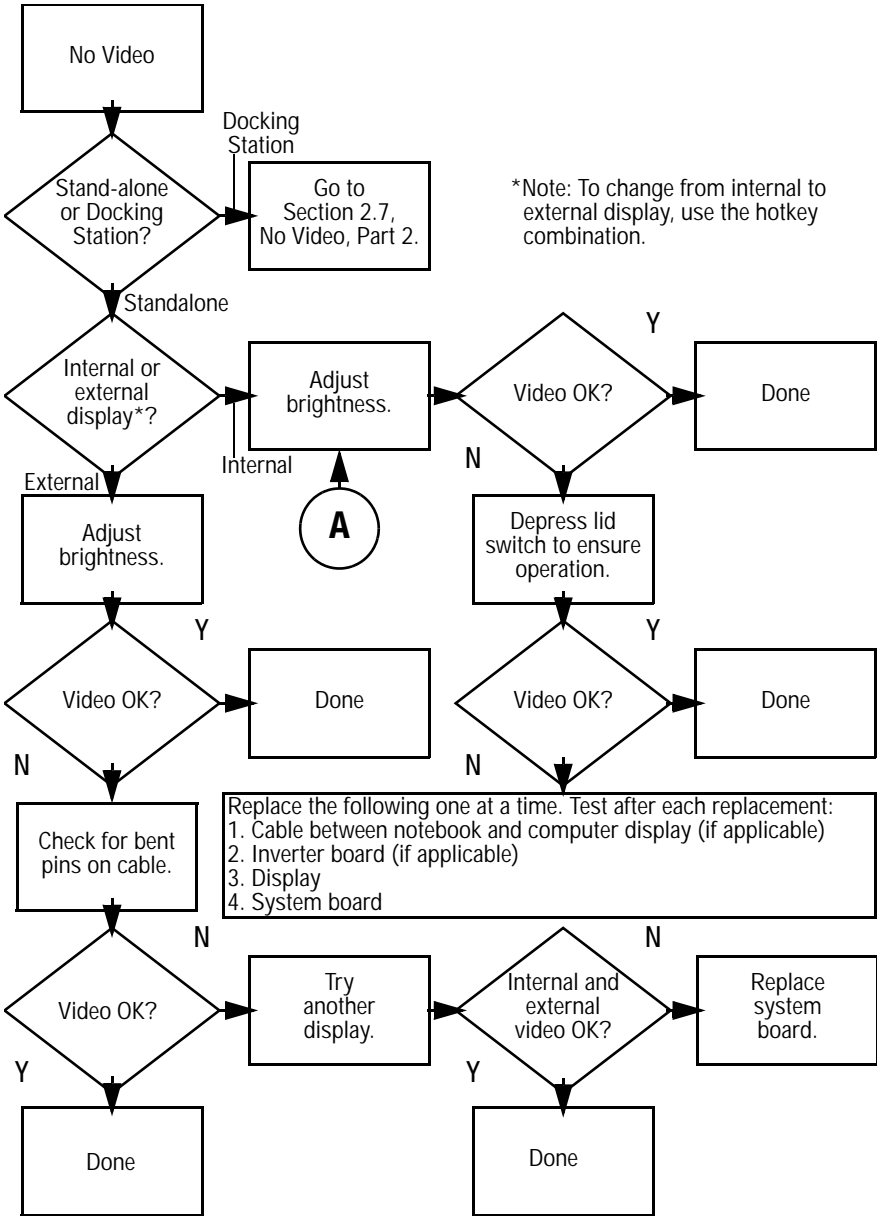 No Video
Docking
Station
Stand-alone
or Docking
Station?
Go to
Section 2.7,
No Video, Part 2.
*Note: To change from internal to
external display, use the hotkey
combination.
Standalone
Internal or
external
display*?
Internal
Adjust
brightness.
A
Video OK?
Y
Done
N
Depress lid
switch to ensure
operation.
External
Adjust
brightness.
Video OK?
Y
Done
N
Video OK?
Y
Done
N
Check for bent
pins on cable.
Replace the following one at a time. Test after each replacement:
1. Cable between notebook and computer display (if applicable)
2. Inverter board (if applicable)
3. Display
4. System board
Video OK?
N
Try
another
display.
Internal and
external
video OK?
N
Replace
system
board.
Y
Done
Y
Done